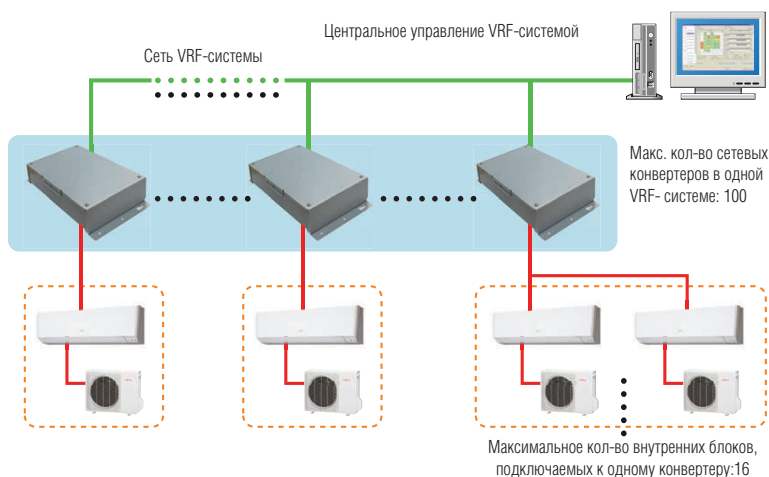 Центральное управление VRF-системой
Сеть VRF-системы
Макс. кол-во сетевых
конвертеров в одной
VRF- системе: 100
Максимальное кол-во внутренних блоков,
подключаемых к одному конвертеру:16